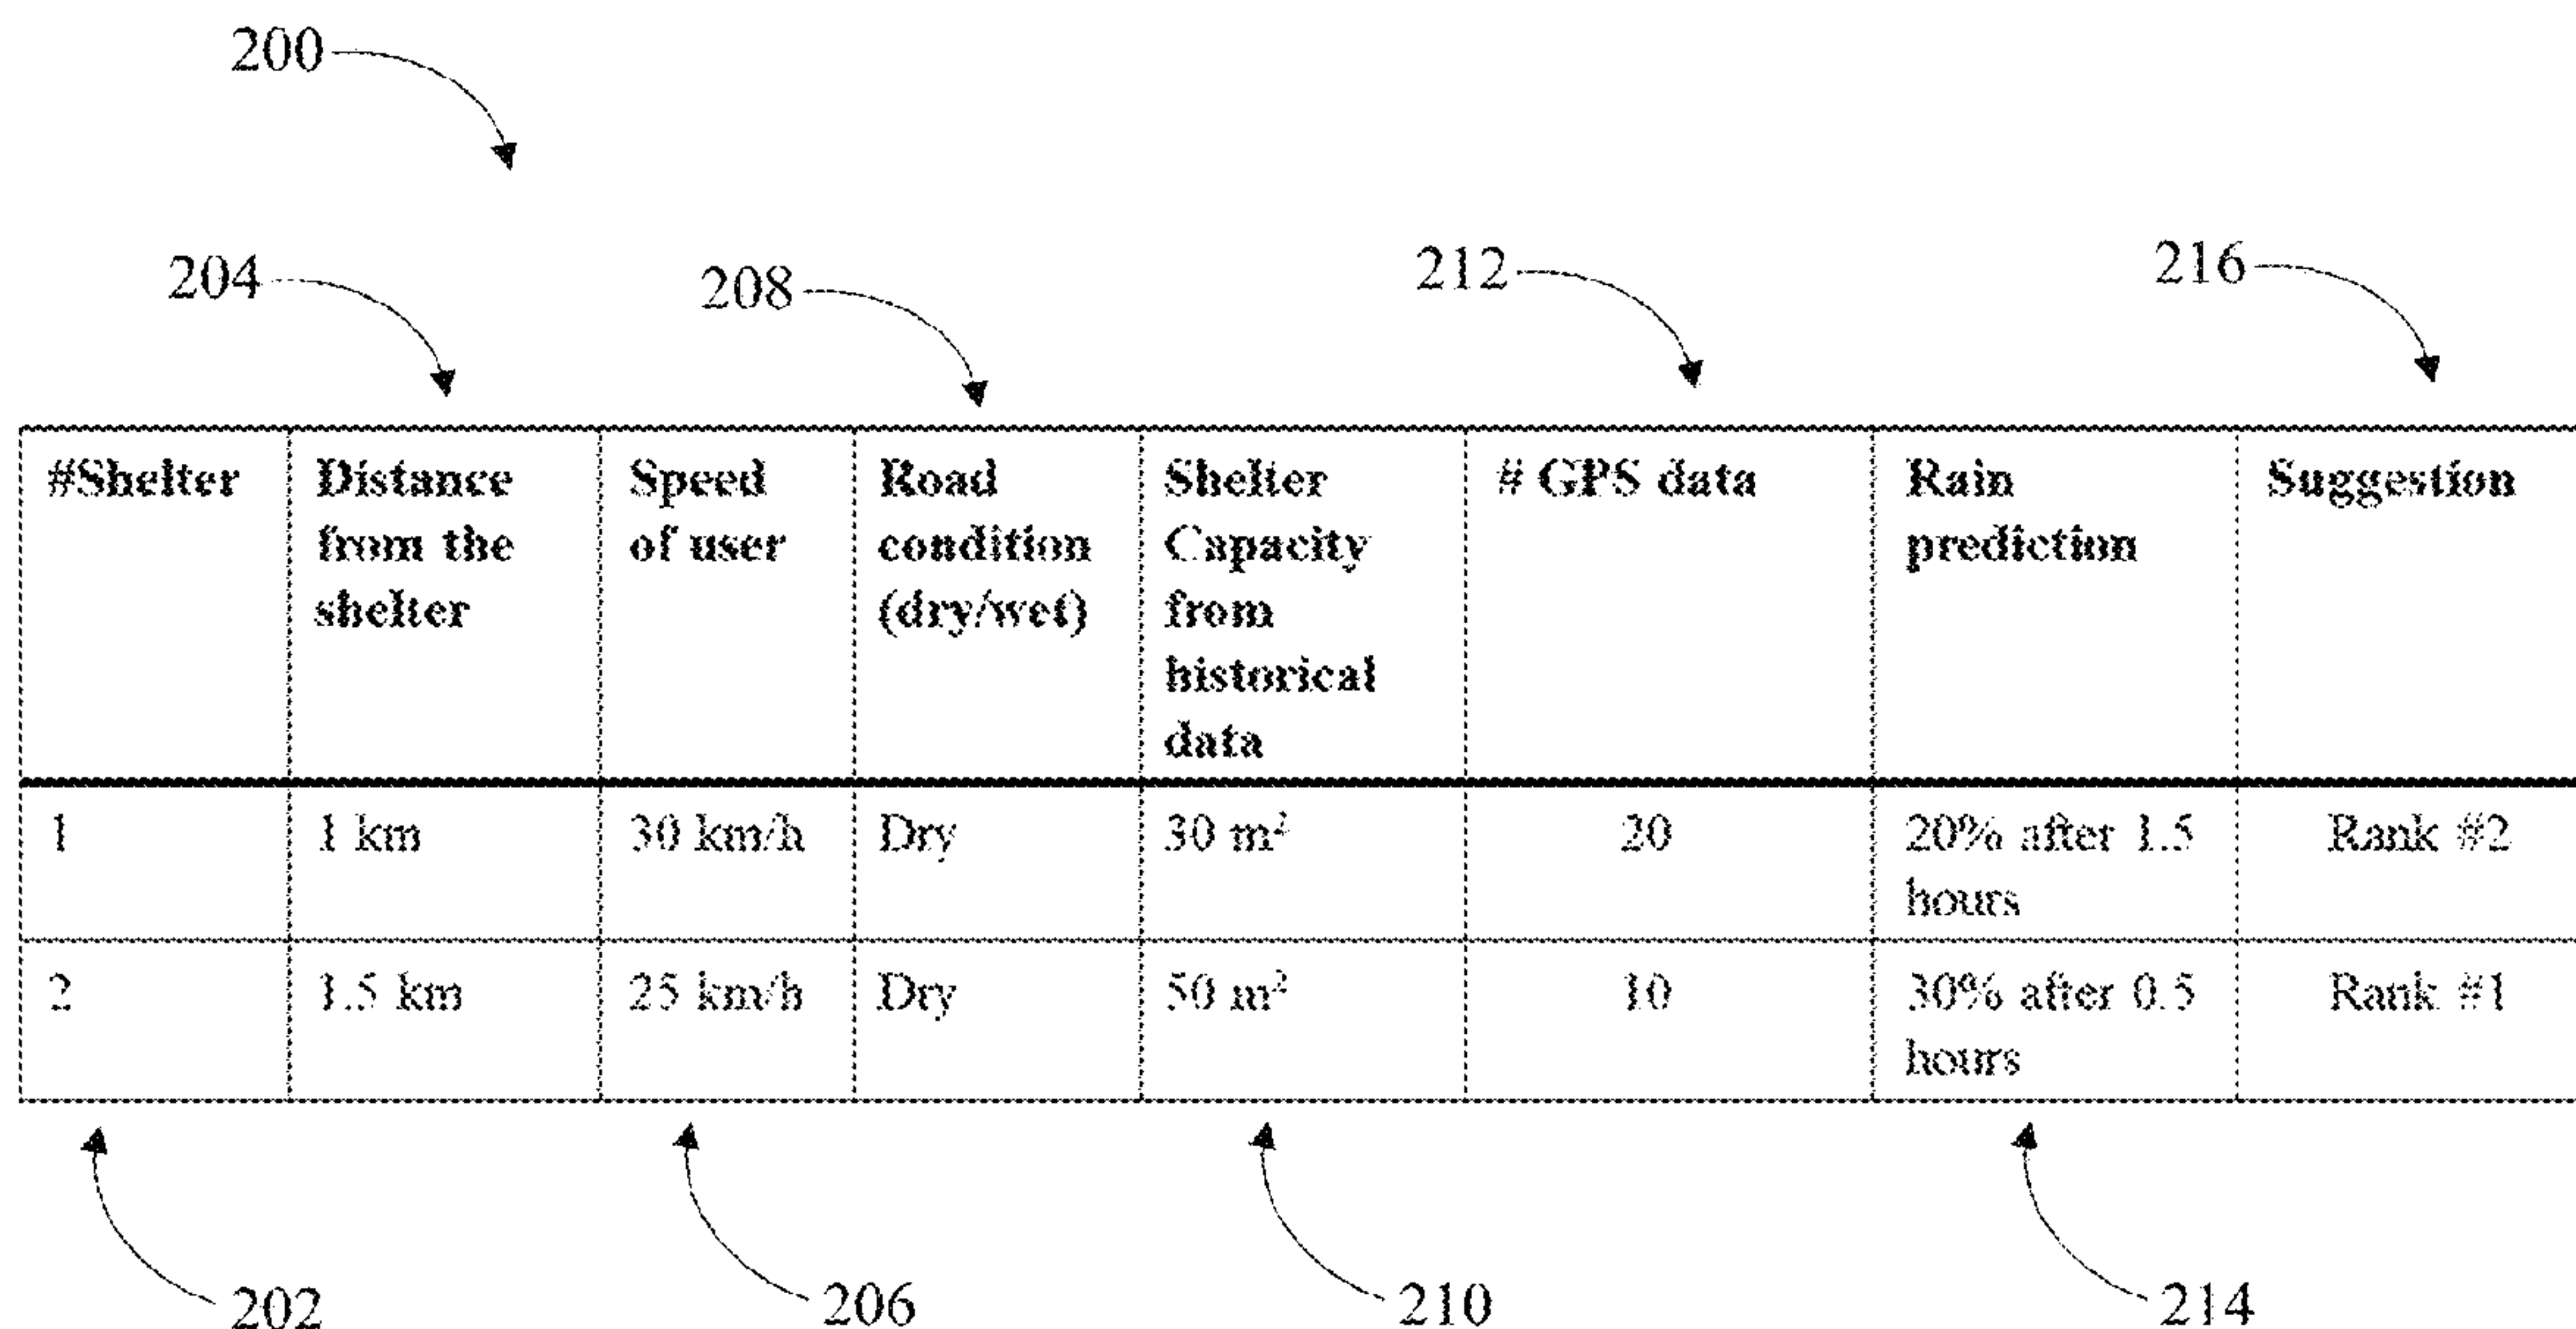 200
204
208
212
216
#Shelter
Distance
from the
shelter
Speed
of user
Road
condition
(dry/wet)
Shelter
Capacity
from
historical
data
# GPS data
Rain
prediction
Suggestion
1
1 km
30 km/h
Dry
30 m²
20
20% after 1.5
hours
Rank #2
2
1.5 km
25 km/h
Dry
50 m²
10
30% after 0.5
hours
Rank #1
202
206
210
214